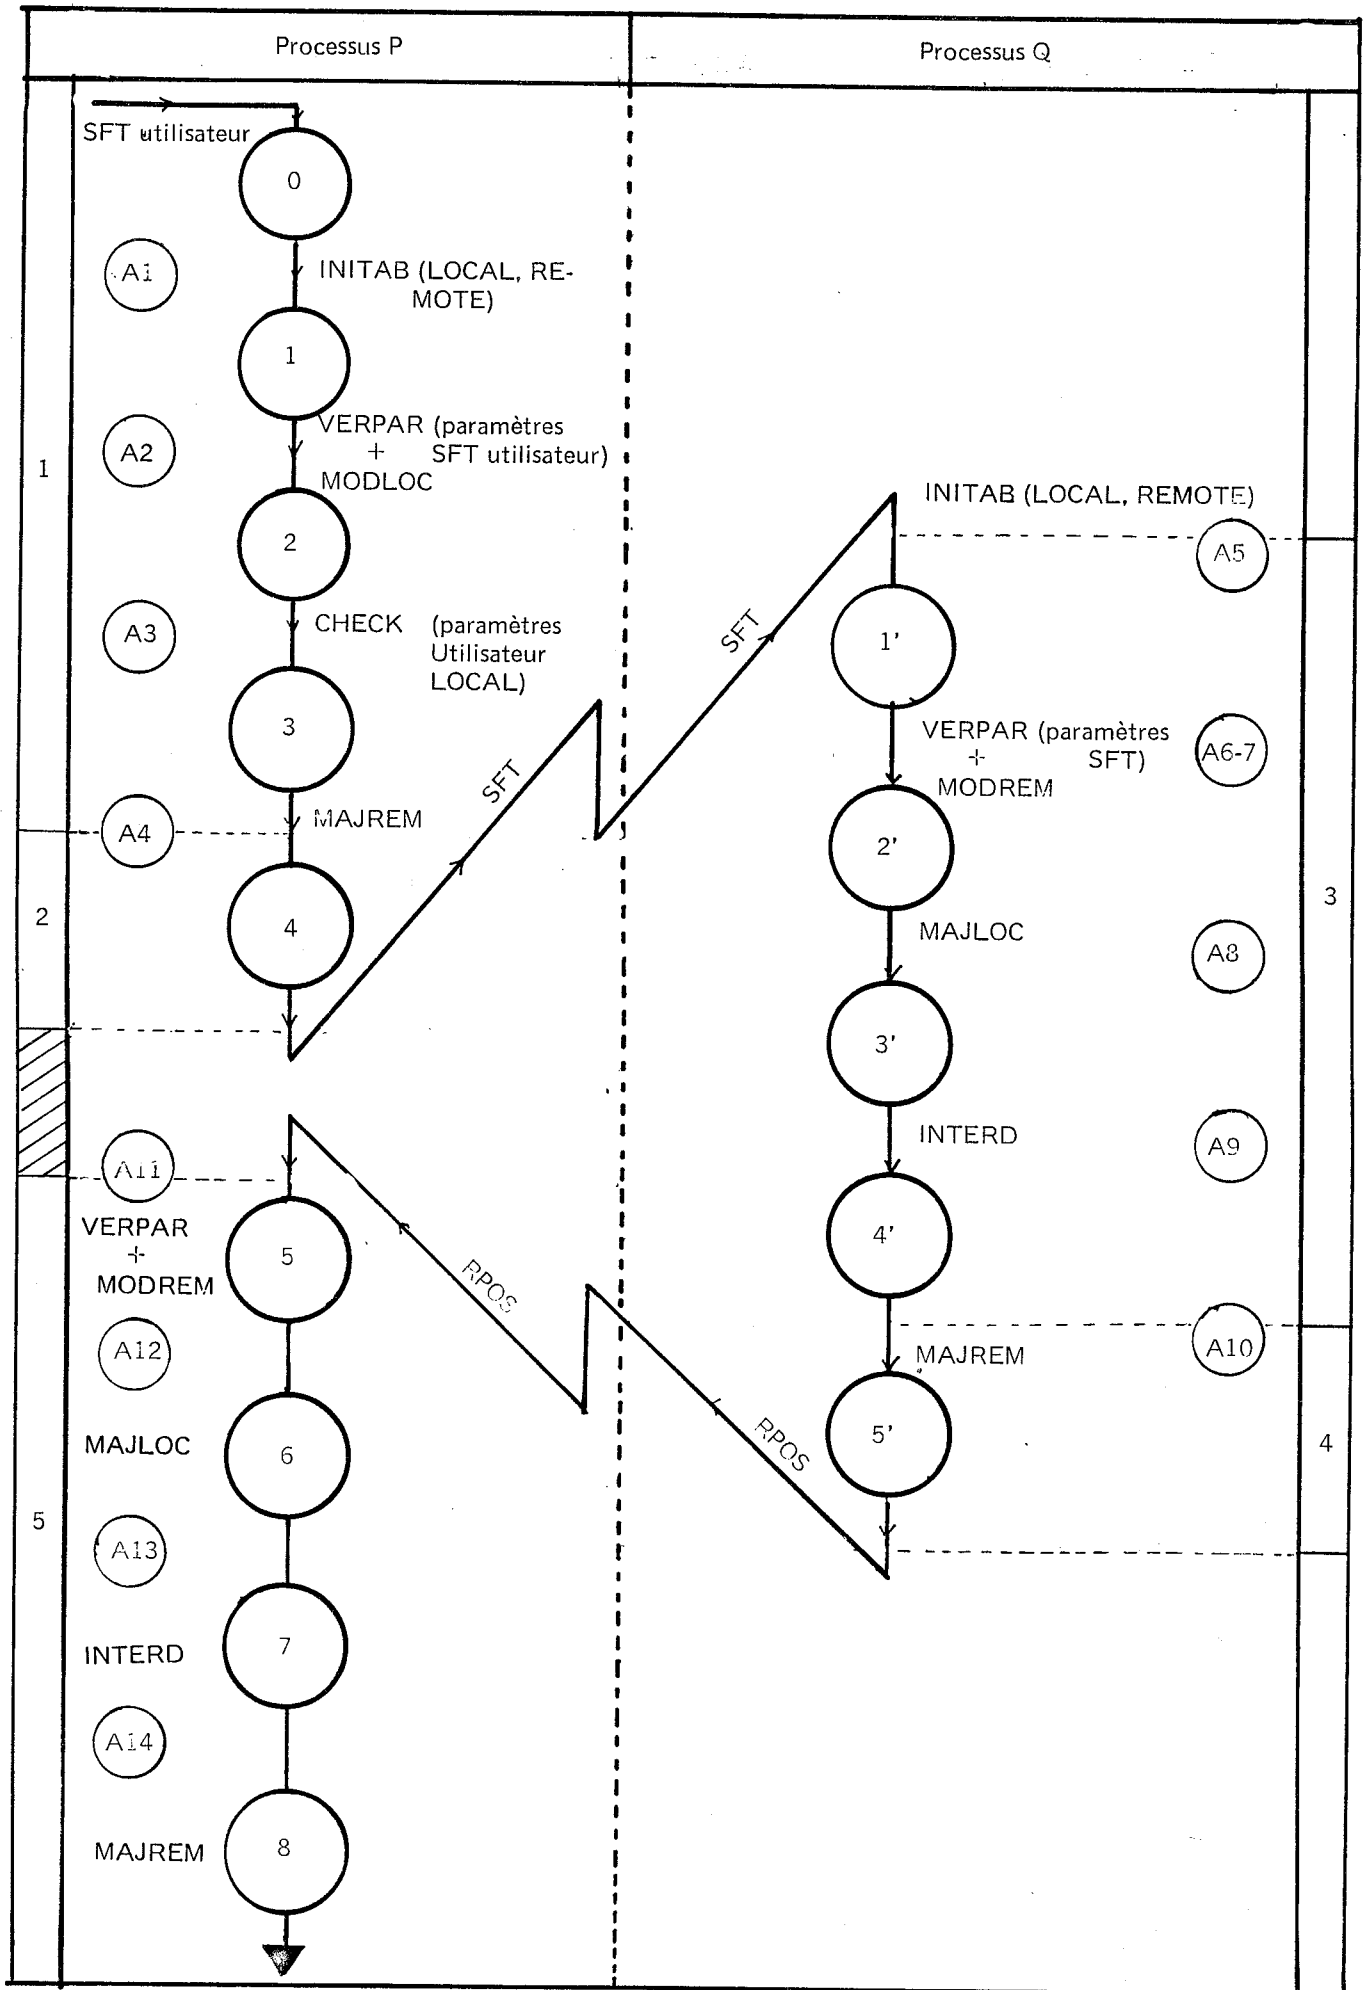 Processus P
Processus Q
SFT utilisateur
0
A1
INITAB (LOCAL, RE-
MOTE)
1
A2
VERPAR (paramètres
+ SFT utilisateur)
MODLOC
1
2
A3
CHECK (paramètres
Utilisateur
LOCAL)
3
A4
MAJREM
2
4
SFT
SFT
INITAB (LOCAL, REMOTE)
A5
1'
VERPAR (paramètres
+ SFT)
MODREM
A6-7
2'
3
MAJLOC
A8
3'
INTERD
A9
4'
A10
MAJREM
5'
4
RPOS
RPOS
A11
VERPAR
+
MODREM
5
A12
MAJLOC
6
5
A13
INTERD
7
A14
MAJREM
8